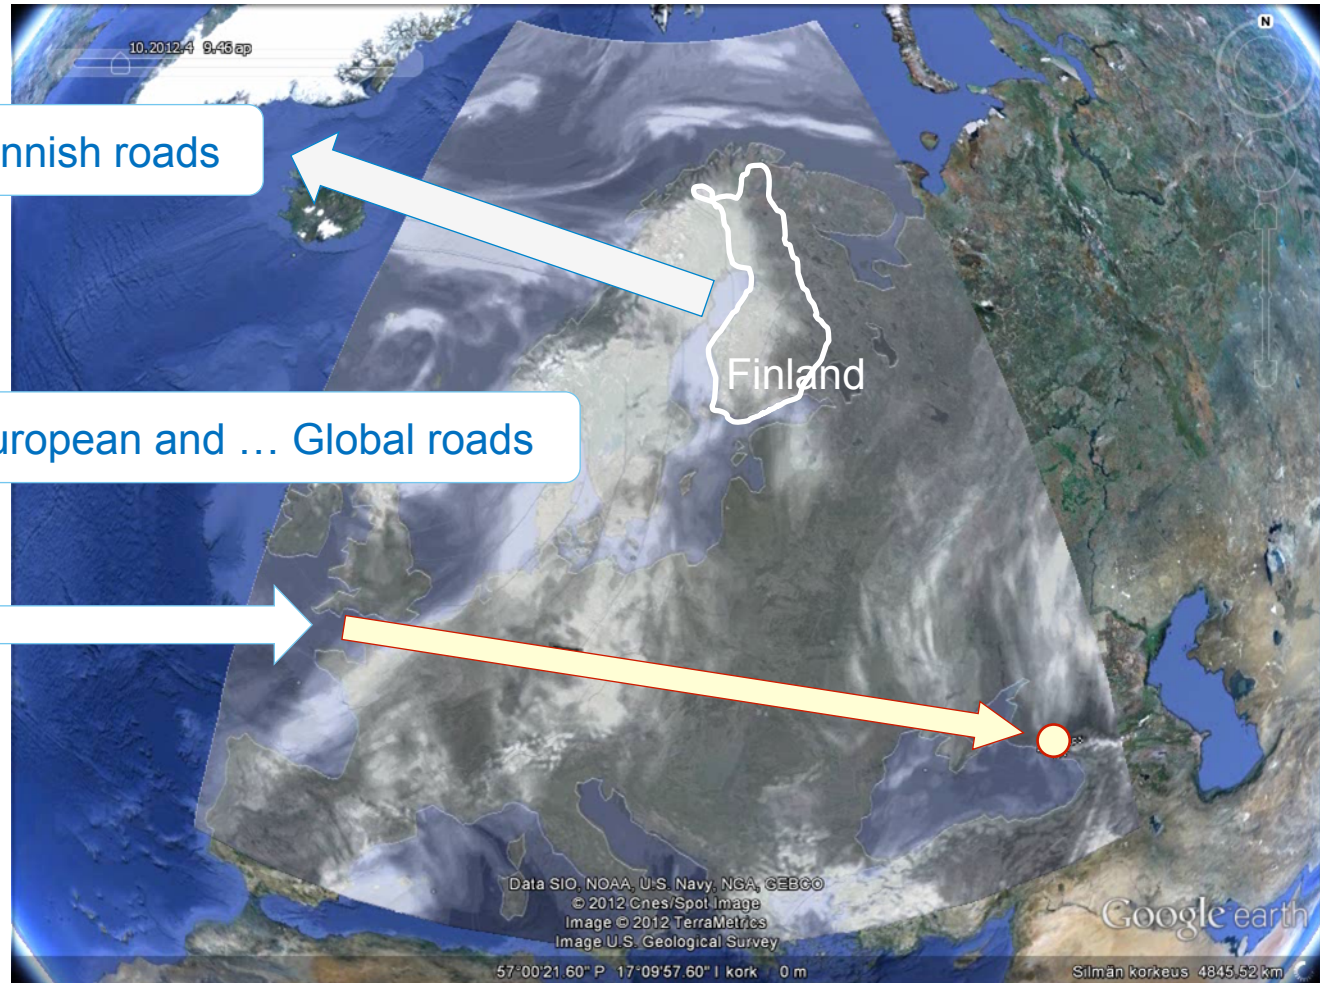 10.2012.4 9.46 ap
N
nnish roads
Finland
uropean and … Global roads
Data SIO, NOAA, U.S. Navy, NGA, GEBCO
© 2012 Cnes/Spot Image
Image © 2012 TerraMetrics
Image U.S. Geological Survey
Google earth
57°00'21.60" P 17°09'57.60" I kork 0 m
Silmän korkeus 4845.52 km